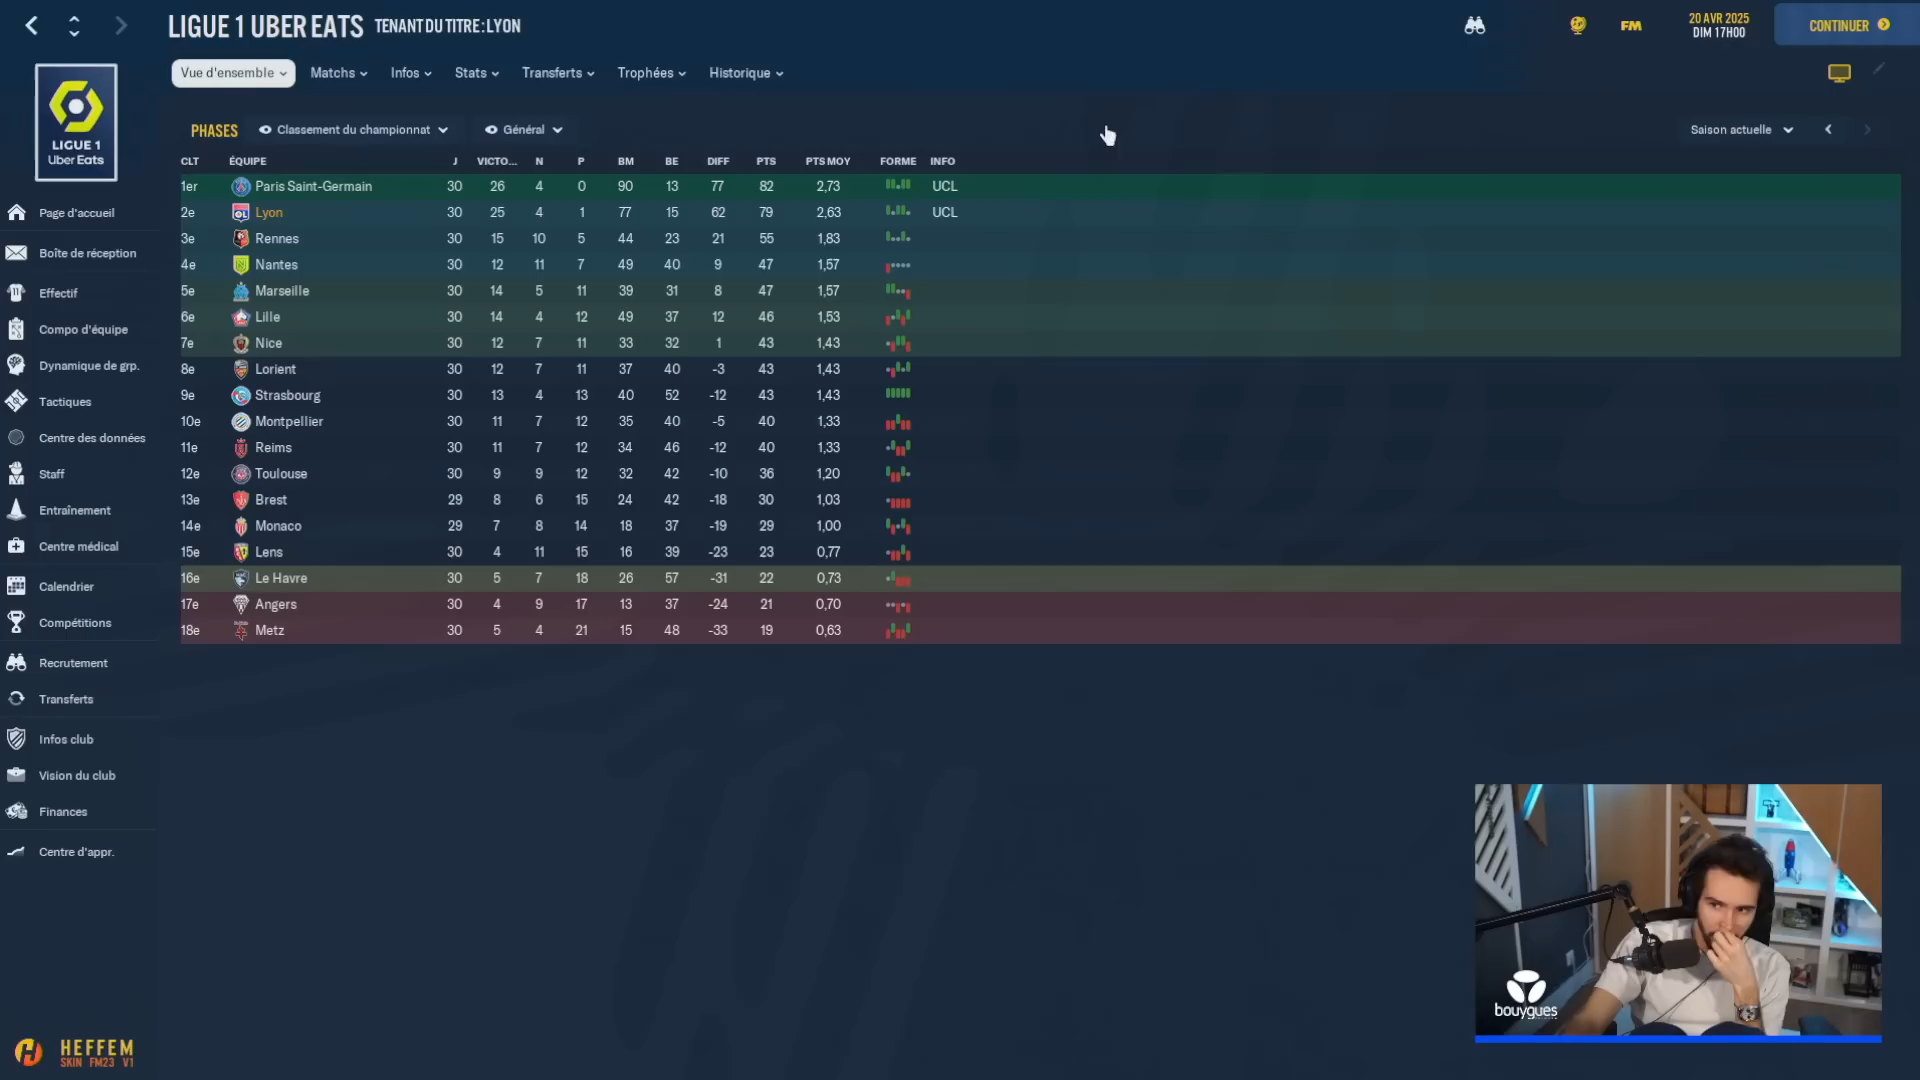 LIGUE 1 UBER EATS TENANT DU TITRE : LYON
FM
20 AVR 2025
DIM 17H00
CONTINUER
Vue d'ensemble Matchs Infos Stats Transferts Trophées Historique
LIGUE 1
Uber Eats
PHASES Classement du championnat Général Saison actuelle
CLT ÉQUIPE J VICTO... N P BM BE DIFF PTS PTS MOY FORME INFO
1er Paris Saint-Germain 30 26 4 0 90 13 77 82 2,73 UCL
2e Lyon 30 25 4 1 77 15 62 79 2,63 UCL
3e Rennes 30 15 10 5 44 23 21 55 1,83
4e Nantes 30 12 11 7 49 40 9 47 1,57
5e Marseille 30 14 5 11 39 31 8 47 1,57
6e Lille 30 14 4 12 49 37 12 46 1,53
7e Nice 30 12 7 11 33 32 1 43 1,43
8e Lorient 30 12 7 11 37 40 -3 43 1,43
9e Strasbourg 30 13 4 13 40 52 -12 43 1,43
10e Montpellier 30 11 7 12 35 40 -5 40 1,33
11e Reims 30 11 7 12 34 46 -12 40 1,33
12e Toulouse 30 9 9 12 32 42 -10 36 1,20
13e Brest 29 8 6 15 24 42 -18 30 1,03
14e Monaco 29 7 8 14 18 37 -19 29 1,00
15e Lens 30 4 11 15 16 39 -23 23 0,77
16e Le Havre 30 5 7 18 26 57 -31 22 0,73
17e Angers 30 4 9 17 13 37 -24 21 0,70
18e Metz 30 5 4 21 15 48 -33 19 0,63
Page d'accueil
Boîte de réception
Effectif
Compo d'équipe
Dynamique de grp.
Tactiques
Centre des données
Staff
Entraînement
Centre médical
Calendrier
Compétitions
Recrutement
Transferts
Infos club
Vision du club
Finances
Centre d'appr.
HEFFEM
SKIN FM23 V1
bouygues